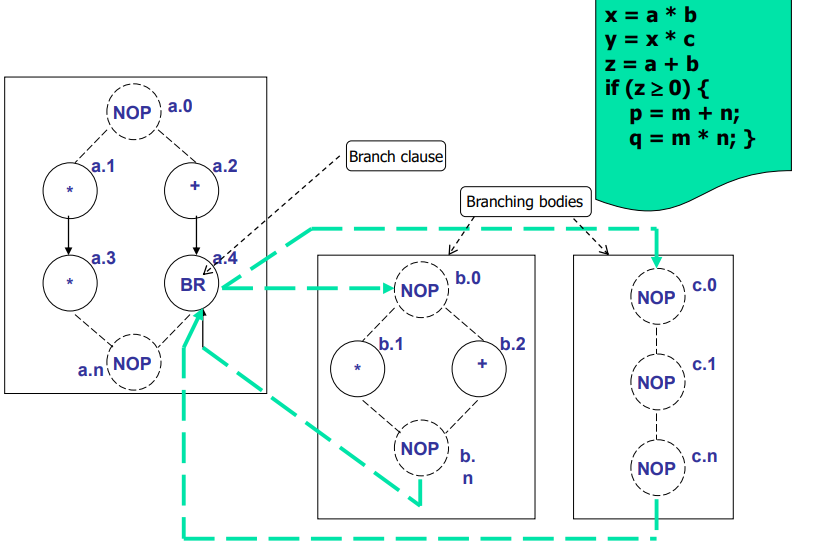 x = a * b
y = x * c
z = a + b
if (z ≥ 0) {
p = m + n;
q = m * n; }
NOP
a.0
a.1
a.2
*
+
Branch clause
Branching bodies
a.3
a.4
*
BR
NOP
a.n
NOP
b.0
b.1
b.2
*
+
NOP
b.
n
NOP
c.0
NOP
c.1
NOP
c.n